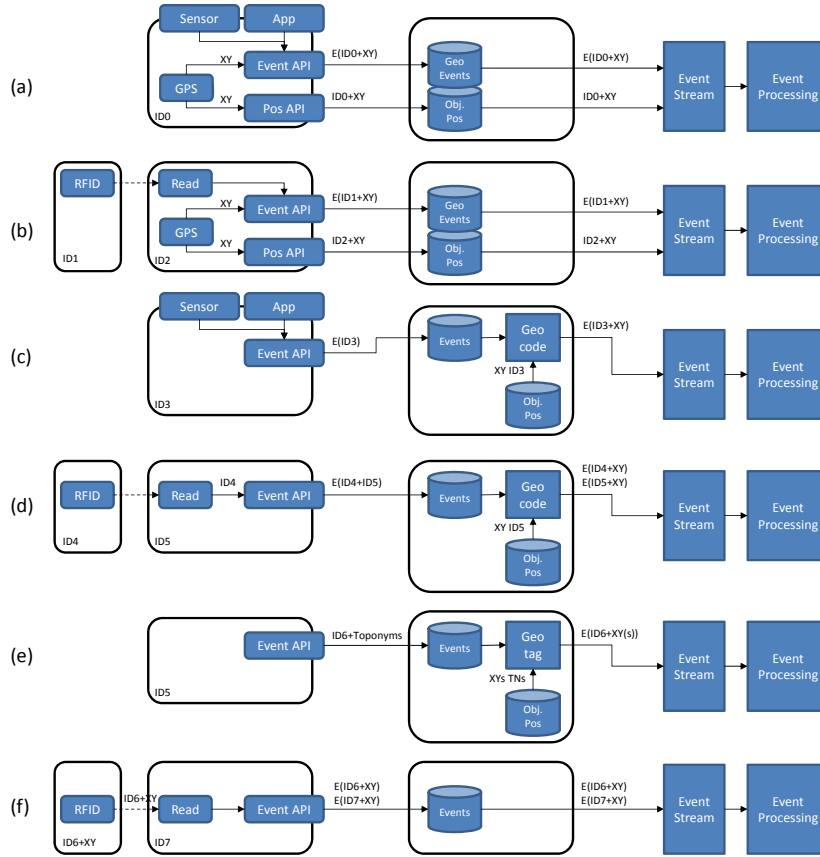 (a)
Sensor
App
XY
Event API
E(ID0+XY)
GPS
XY
Pos API
ID0+XY
ID0
Geo
Events
Obj.
Pos
E(ID0+XY)
ID0+XY
Event
Stream
Event
Processing
(b)
RFID
ID1
Read
XY
Event API
E(ID1+XY)
GPS
XY
Pos API
ID2+XY
ID2
Geo
Events
Obj.
Pos
E(ID1+XY)
ID2+XY
Event
Stream
Event
Processing
(c)
Sensor
App
Event API
E(ID3)
ID3
Events
Geo
code
XY ID3
Obj.
Pos
E(ID3+XY)
Event
Stream
Event
Processing
(d)
RFID
ID4
Read
ID4
Event API
E(ID4+ID5)
ID5
Events
Geo
code
XY ID5
Obj.
Pos
E(ID4+XY)
E(ID5+XY)
Event
Stream
Event
Processing
(e)
Event API
ID6+Toponyms
ID5
Events
Geo
tag
XYs TNs
Obj.
Pos
E(ID6+XY(s))
Event
Stream
Event
Processing
(f)
RFID
ID6+XY
ID6+XY
Read
Event API
ID7
E(ID6+XY)
E(ID7+XY)
Events
E(ID6+XY)
E(ID7+XY)
Event
Stream
Event
Processing